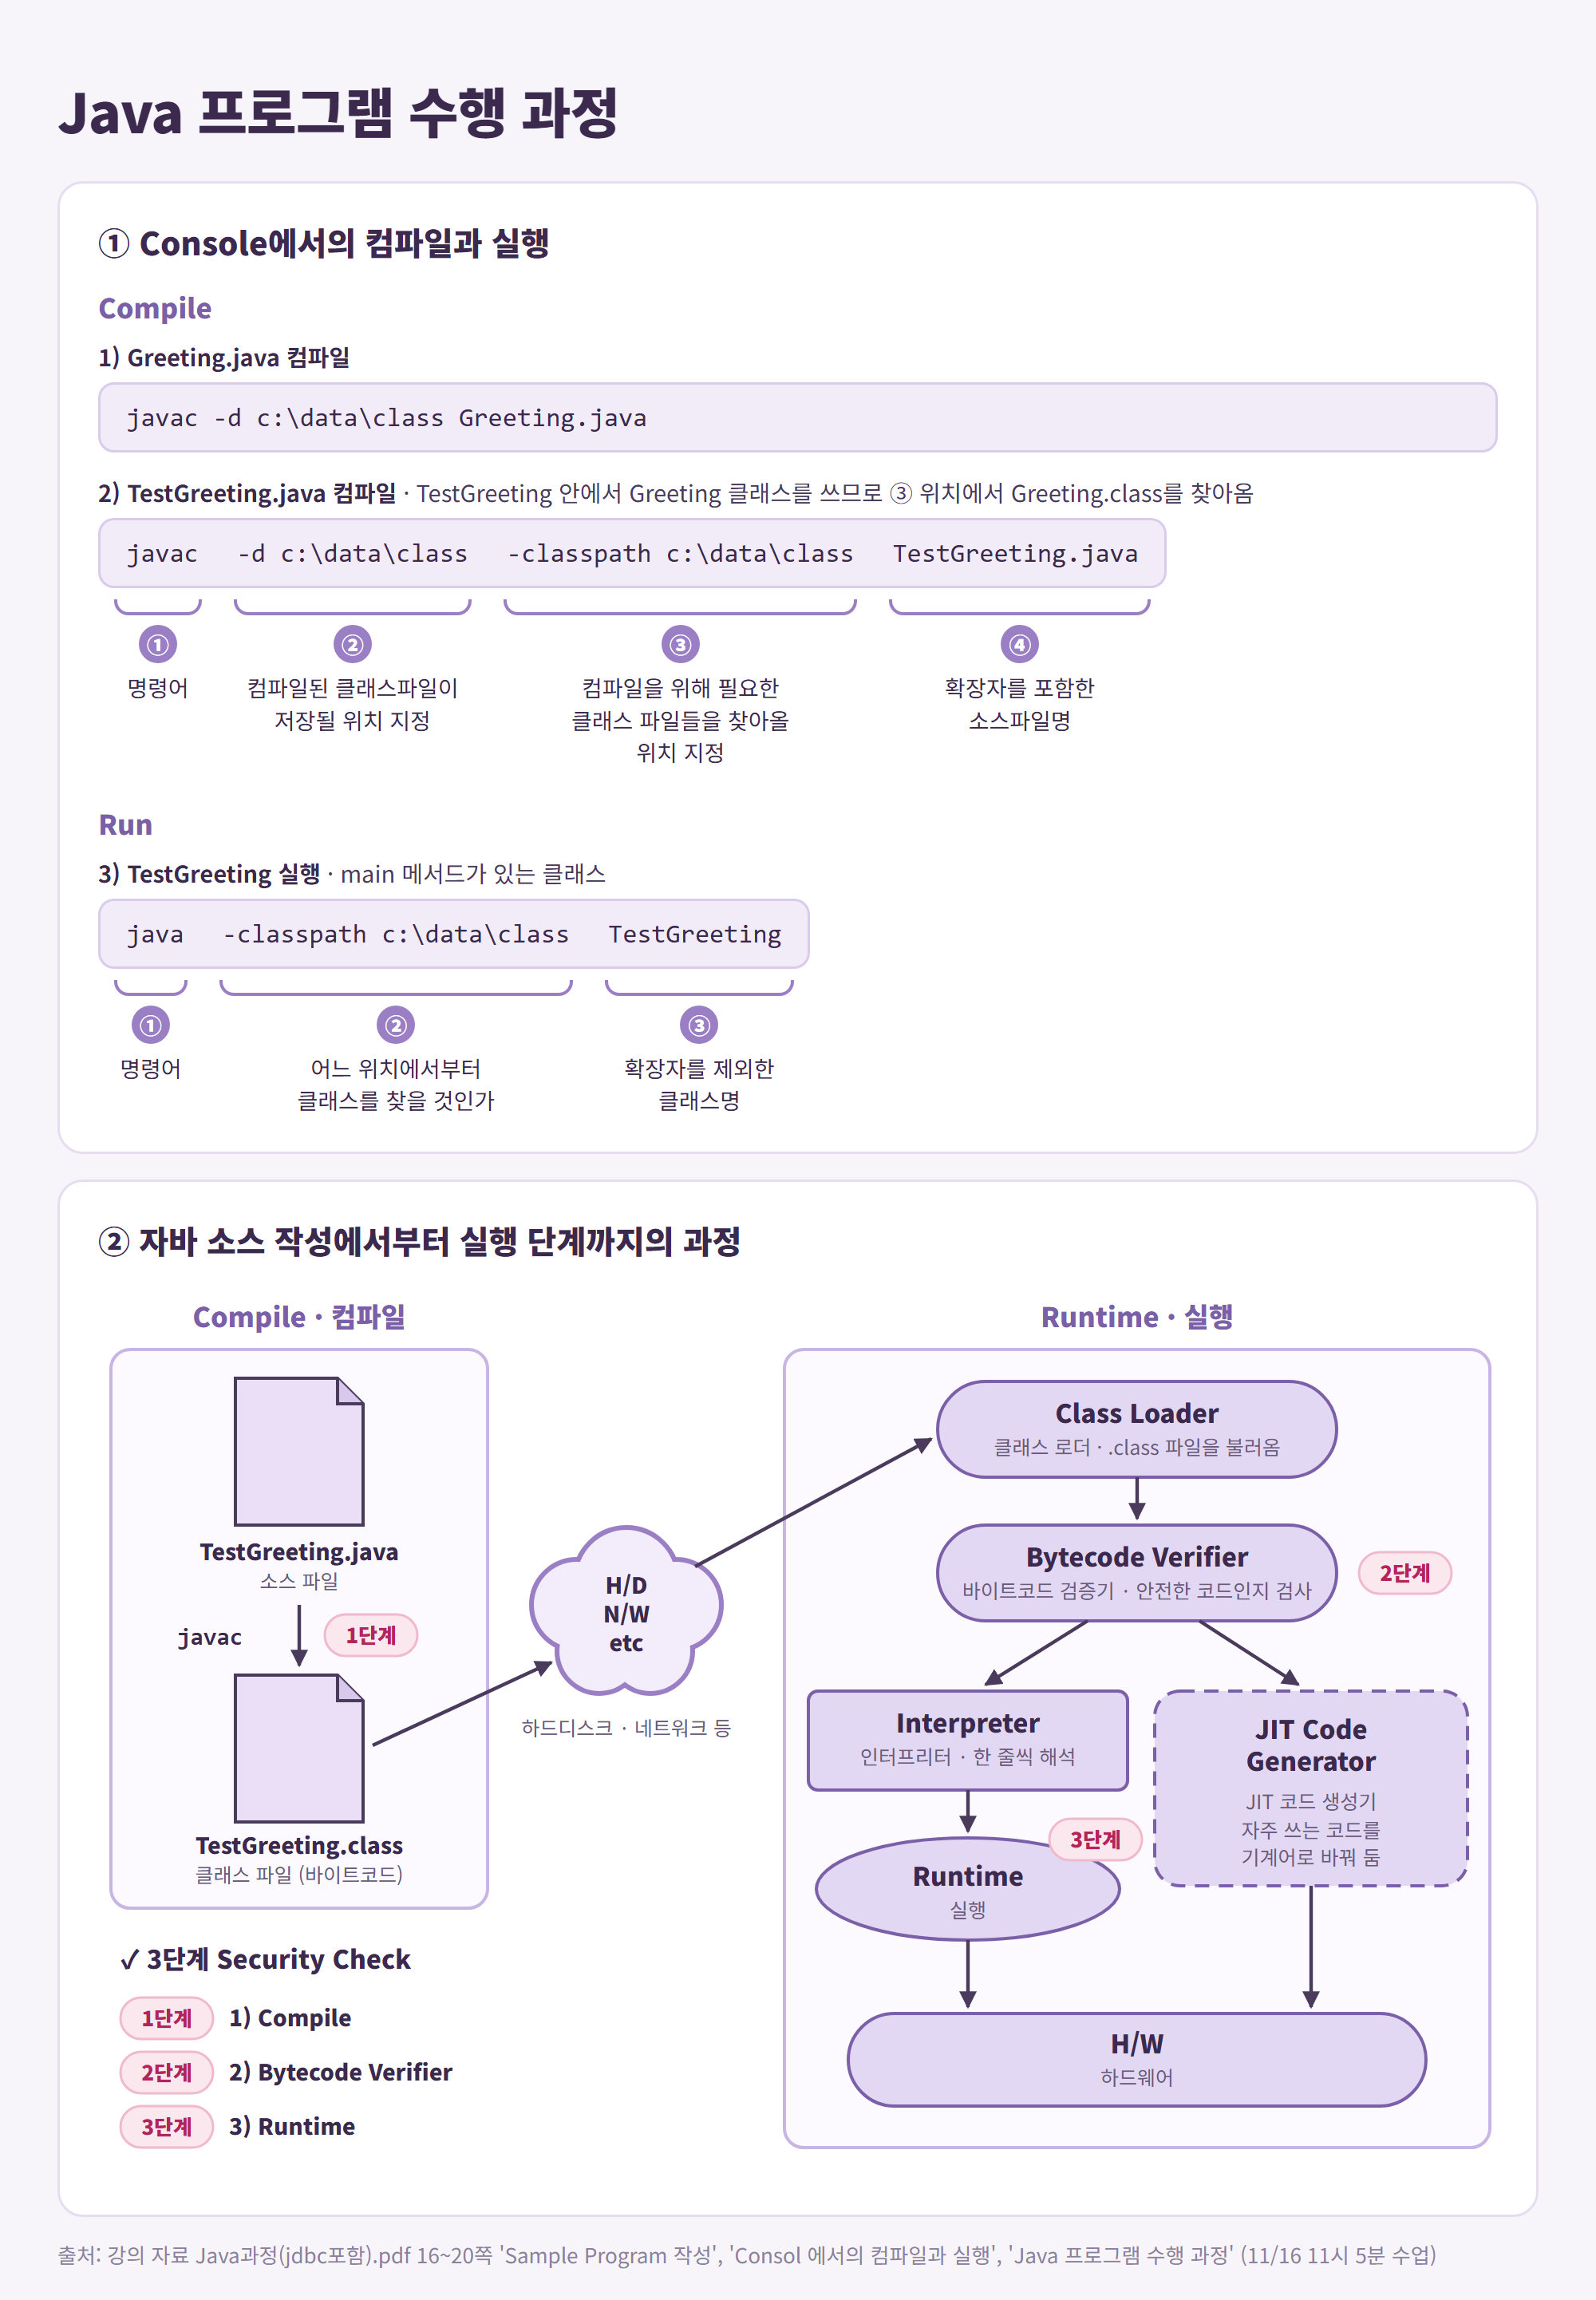 Java 프로그램 수행 과정
① Console에서의 컴파일과 실행
Compile
1) Greeting.java 컴파일
javac -d c:\data\class Greeting.java
2) TestGreeting.java 컴파일 · TestGreeting 안에서 Greeting 클래스를 쓰므로 ③ 위치에서 Greeting.class를 찾아옴
javac -d c:\data\class -classpath c:\data\class TestGreeting.java
① ② ③ ④
명령어
컴파일된 클래스파일이
저장될 위치 지정
컴파일을 위해 필요한
클래스 파일들을 찾아올
위치 지정
확장자를 포함한
소스파일명
Run
3) TestGreeting 실행 · main 메서드가 있는 클래스
java -classpath c:\data\class TestGreeting
① ② ③
명령어
어느 위치에서부터
클래스를 찾을 것인가
확장자를 제외한
클래스명
② 자바 소스 작성에서부터 실행 단계까지의 과정
Compile · 컴파일
TestGreeting.java
소스 파일
javac
1단계
TestGreeting.class
클래스 파일 (바이트코드)
H/D
N/W
etc
하드디스크 · 네트워크 등
Runtime · 실행
Class Loader
클래스 로더 · .class 파일을 불러옴
Bytecode Verifier
바이트코드 검증기 · 안전한 코드인지 검사
2단계
Interpreter
인터프리터 · 한 줄씩 해석
JIT Code
Generator
JIT 코드 생성기
자주 쓰는 코드를
기계어로 바꿔 둠
3단계
Runtime
실행
H/W
하드웨어
✓ 3단계 Security Check
1단계 1) Compile
2단계 2) Bytecode Verifier
3단계 3) Runtime
출처: 강의 자료 Java과정(jdbc포함).pdf 16~20쪽 'Sample Program 작성', 'Consol 에서의 컴파일과 실행', 'Java 프로그램 수행 과정' (11/16 11시 5분 수업)